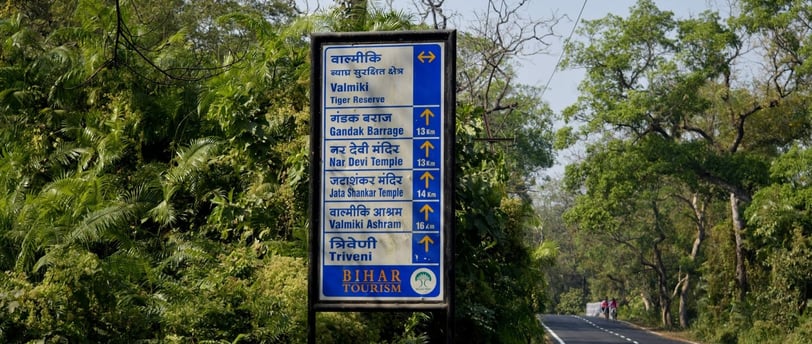 वाल्मीकि
व्याघ्र सुरक्षित क्षेत्र
Valmiki
Tiger Reserve
गंडक बराज
Gandak Barrage
13 Km
नर देवी मंदिर
Nar Devi Temple
13 Km
जटाशंकर मंदिर
Jata Shankar Temple
14 Km
वाल्मीकि आश्रम
Valmiki Ashram
16 Km
त्रिवेणी
Triveni
BIHAR
TOURISM